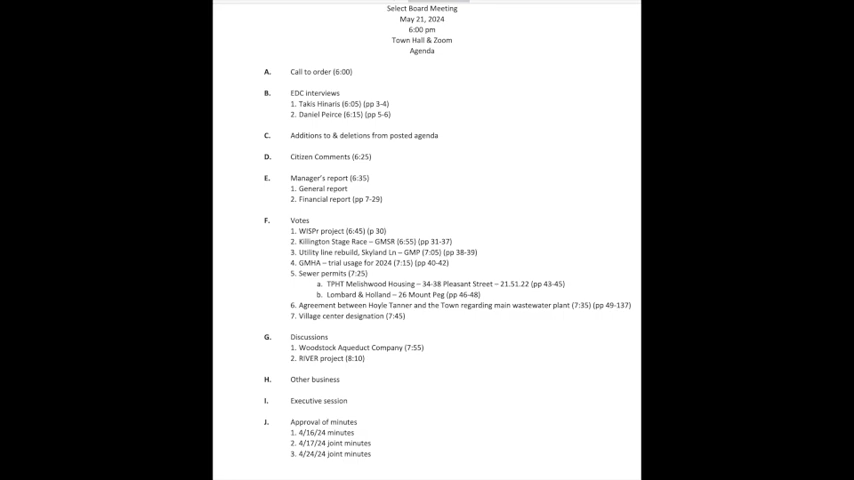 Select Board Meeting
May 21, 2024
6:00 pm
Town Hall & Zoom
Agenda
A. Call to order (6:00)
B. EDC interviews
1. Takis Hinaris (6:05) (pp 3-4)
2. Daniel Peirce (6:15) (pp 5-6)
C. Additions to & deletions from posted agenda
D. Citizen Comments (6:25)
E. Manager's report (6:35)
1. General report
2. Financial report (pp 7-29)
F. Votes
1. WISPr project (6:45) (p 30)
2. Killington Stage Race – GMSR (6:55) (pp 31-37)
3. Utility line rebuild, Skyland Ln – GMP (7:05) (pp 38-39)
4. GMHA – trial usage for 2024 (7:15) (pp 40-42)
5. Sewer permits (7:25)
a. TPHT Melishwood Housing – 34-38 Pleasant Street – 21.51.22 (pp 43-45)
b. Lombard & Holland – 26 Mount Peg (pp 46-48)
6. Agreement between Hoyle Tanner and the Town regarding main wastewater plant (7:35) (pp 49-137)
7. Village center designation (7:45)
G. Discussions
1. Woodstock Aqueduct Company (7:55)
2. RIVER project (8:10)
H. Other business
I. Executive session
J. Approval of minutes
1. 4/16/24 minutes
2. 4/17/24 joint minutes
3. 4/24/24 joint minutes